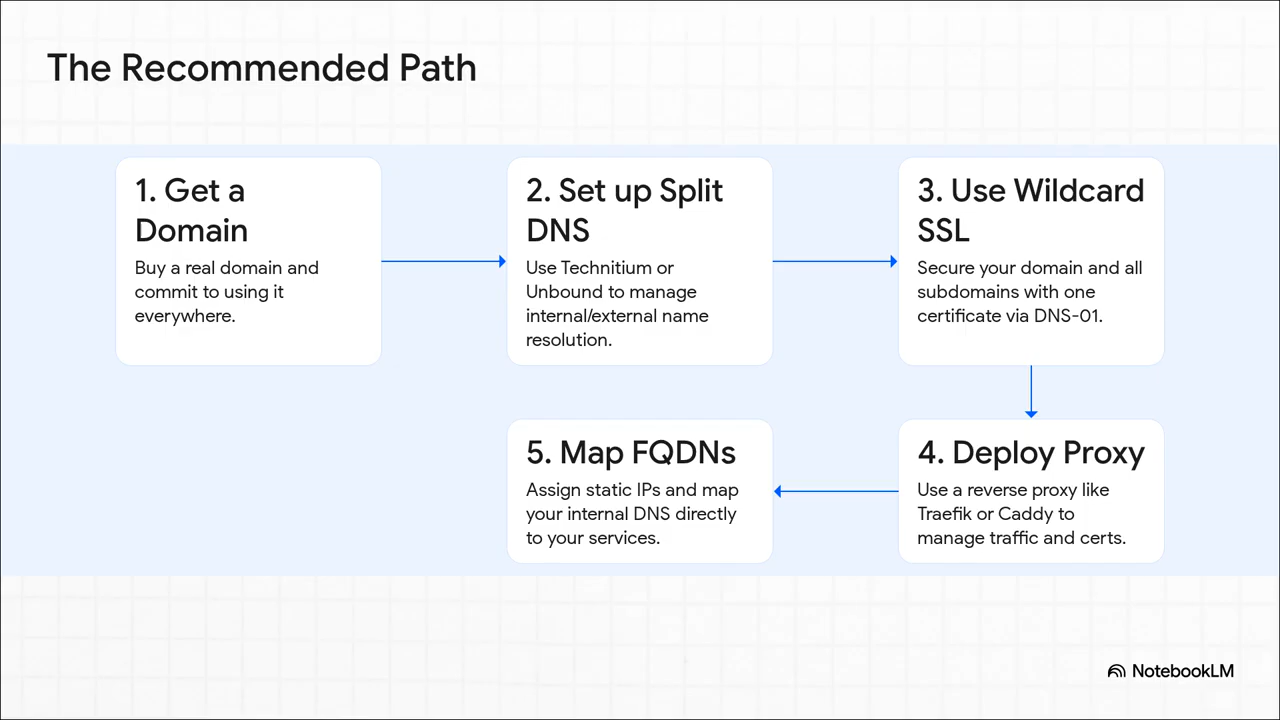 The Recommended Path
1. Get a
Domain
Buy a real domain and
commit to using it
everywhere.
2. Set up Split
DNS
Use Technitium or
Unbound to manage
internal/external name
resolution.
3. Use Wildcard
SSL
Secure your domain and all
subdomains with one
certificate via DNS-01.
4. Deploy Proxy
Use a reverse proxy like
Traefik or Caddy to
manage traffic and certs.
5. Map FQDNs
Assign static IPs and map
your internal DNS directly
to your services.
NotebookLM